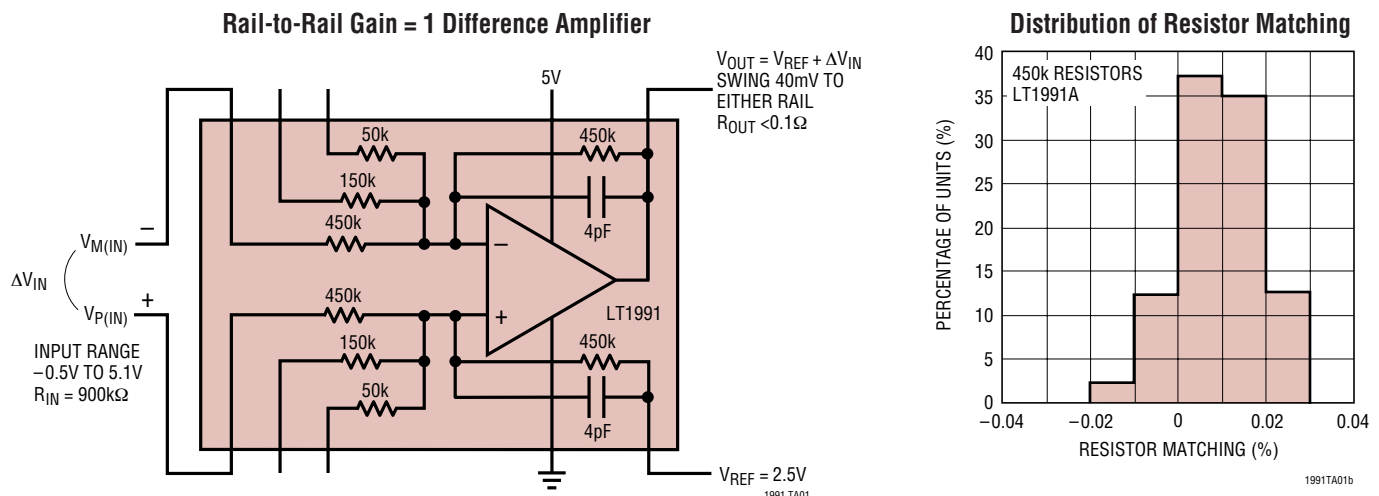 Rail-to-Rail Gain = 1 Difference Amplifier
5V
VOUT = VREF + ΔVIN
SWING 40mV TO
EITHER RAIL
ROUT <0.1Ω
50k
450k
150k
4pF
450k
VM(IN)
−
−
ΔVIN
+
VP(IN)
450k
+
LT1991
INPUT RANGE
−0.5V TO 5.1V
RIN = 900kΩ
150k
450k
50k
4pF
VREF = 2.5V
1991 TA01
Distribution of Resistor Matching
450k RESISTORS
LT1991A
PERCENTAGE OF UNITS (%)
40
35
30
25
20
15
10
5
0
−0.04
−0.02
0
0.02
0.04
RESISTOR MATCHING (%)
1991TA01b